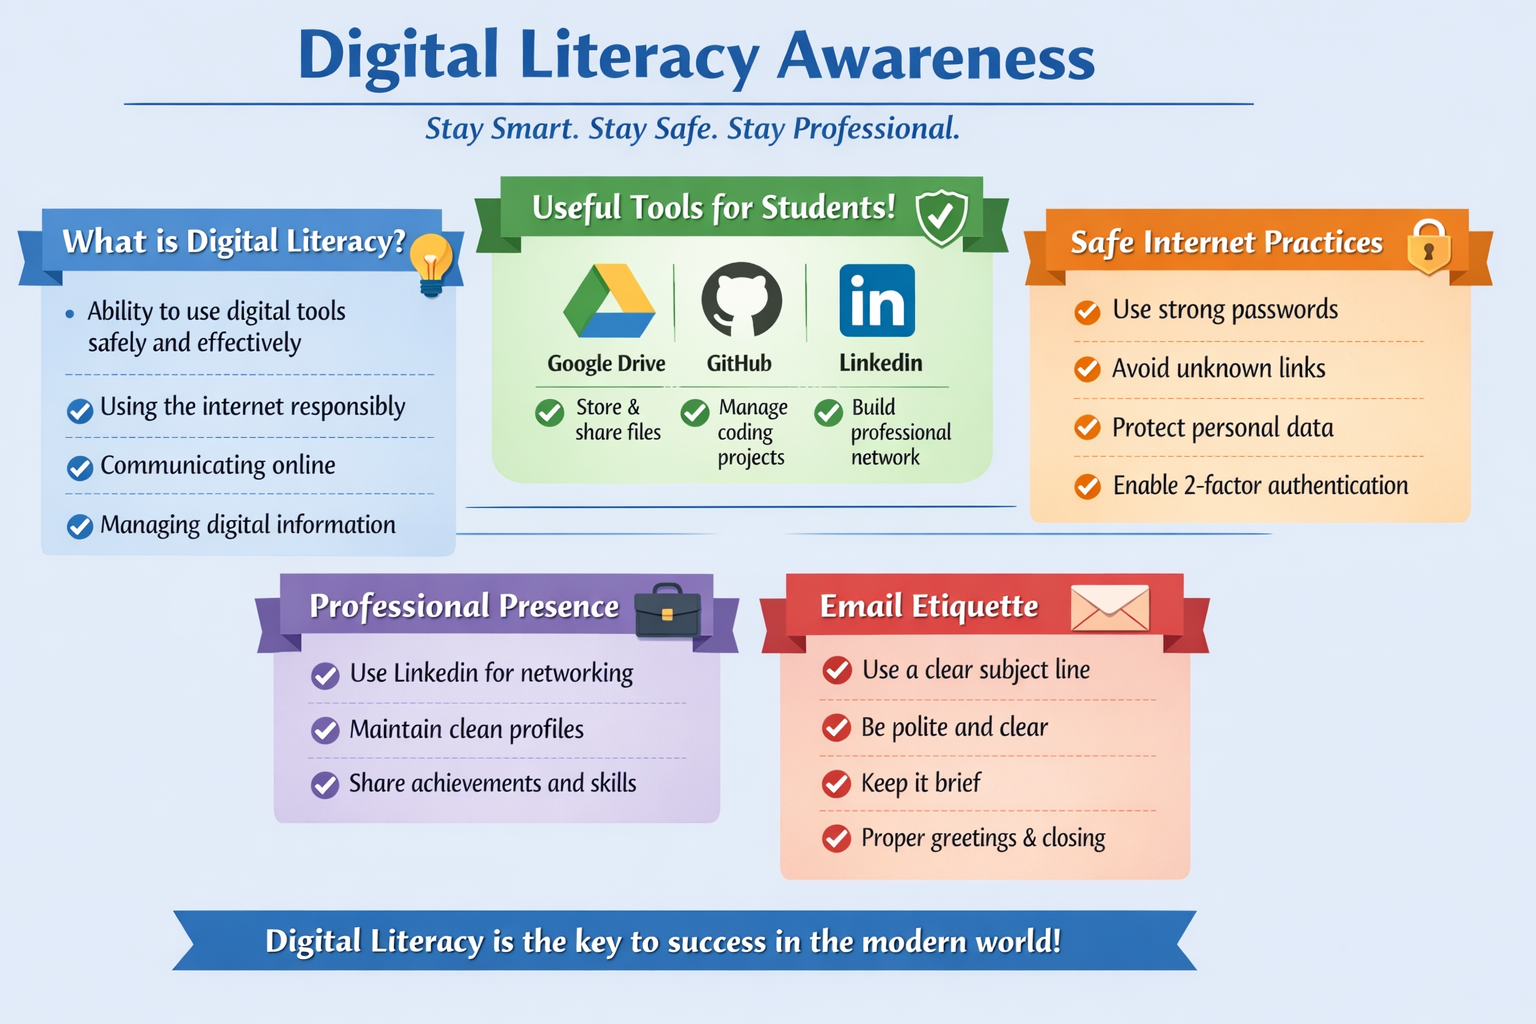 Digital Literacy Awareness
Stay Smart. Stay Safe. Stay Professional.
What is Digital Literacy?
Ability to use digital tools
safely and effectively
Using the internet responsibly
Communicating online
Managing digital information
Useful Tools for Students!
Google Drive
Store &
share files
GitHub
Manage
coding
projects
in
Linkedin
Build
professional
network
Safe Internet Practices
Use strong passwords
Avoid unknown links
Protect personal data
Enable 2-factor authentication
Professional Presence
Use Linkedin for networking
Maintain clean profiles
Share achievements and skills
Email Etiquette
Use a clear subject line
Be polite and clear
Keep it brief
Proper greetings & closing
Digital Literacy is the key to success in the modern world!